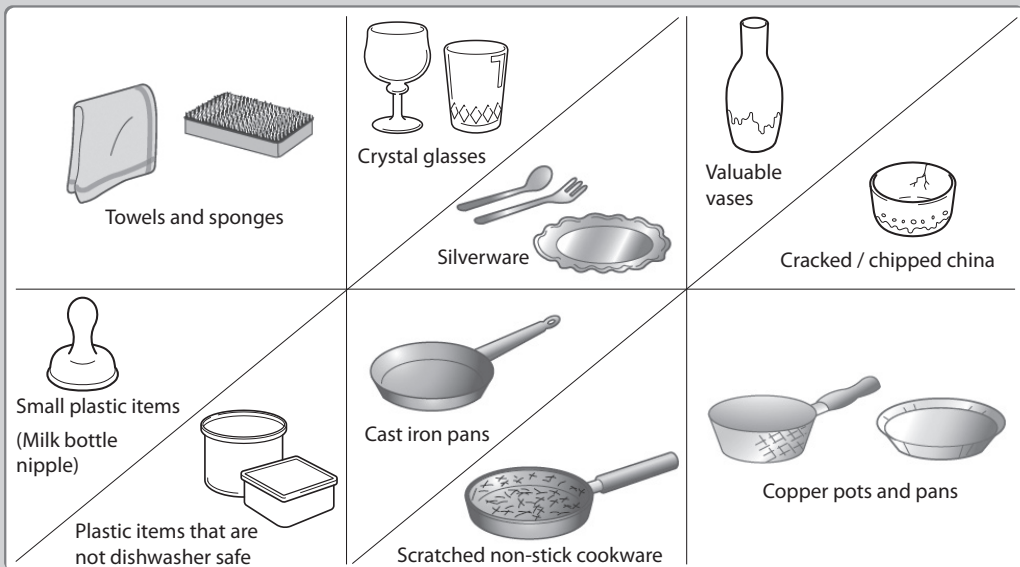 Towels and sponges
Crystal glasses
Silverware
Valuable
vases
Cracked / chipped china
Small plastic items
(Milk bottle
nipple)
Plastic items that are
not dishwasher safe
Cast iron pans
Scratched non-stick cookware
Copper pots and pans